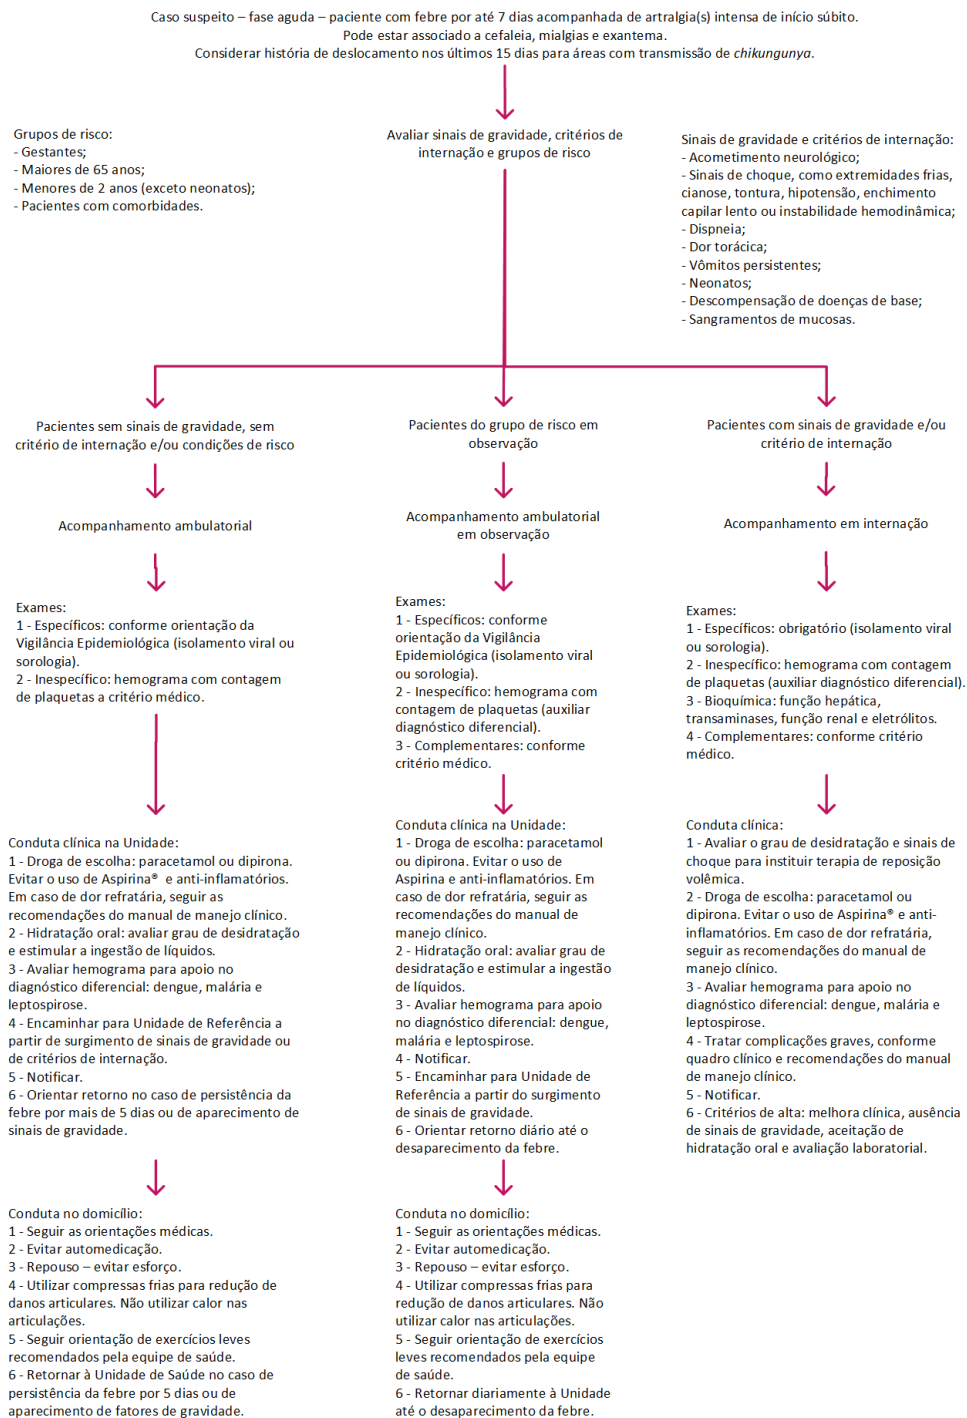 Caso suspeito – fase aguda – paciente com febre por até 7 dias acompanhada de artralgia(s) intensa de início súbito.
Pode estar associado a cefaleia, mialgias e exantema.
Considerar história de deslocamento nos últimos 15 dias para áreas com transmissão de chikungunya.
Grupos de risco:
- Gestantes;
- Maiores de 65 anos;
- Menores de 2 anos (exceto neonatos);
- Pacientes com comorbidades.
Avaliar sinais de gravidade, critérios de
internação e grupos de risco
Sinais de gravidade e critérios de internação:
- Acometimento neurológico;
- Sinais de choque, como extremidades frias,
cianose, tontura, hipotensão, enchimento
capilar lento ou instabilidade hemodinâmica;
- Dispneia;
- Dor torácica;
- Vômitos persistentes;
- Neonatos;
- Descompensação de doenças de base;
- Sangramentos de mucosas.
Pacientes sem sinais de gravidade, sem
critério de internação e/ou condições de risco
Acompanhamento ambulatorial
Exames:
1 - Específicos: conforme orientação da
Vigilância Epidemiológica (isolamento viral ou
sorologia).
2 - Inespecífico: hemograma com contagem
de plaquetas a critério médico.
Conduta clínica na Unidade:
1 - Droga de escolha: paracetamol ou dipirona.
Evitar o uso de Aspirina® e anti-inflamatórios.
Em caso de dor refratária, seguir as
recomendações do manual de manejo clínico.
2 - Hidratação oral: avaliar grau de desidratação
e estimular a ingestão de líquidos.
3 - Avaliar hemograma para apoio no
diagnóstico diferencial: dengue, malária e
leptospirose.
4 - Encaminhar para Unidade de Referência a
partir de surgimento de sinais de gravidade ou
de critérios de internação.
5 - Notificar.
6 - Orientar retorno no caso de persistência da
febre por mais de 5 dias ou de aparecimento de
sinais de gravidade.
Conduta no domicílio:
1 - Seguir as orientações médicas.
2 - Evitar automedicação.
3 - Repouso – evitar esforço.
4 - Utilizar compressas frias para redução de
danos articulares. Não utilizar calor nas
articulações.
5 - Seguir orientação de exercícios leves
recomendados pela equipe de saúde.
6 - Retornar à Unidade de Saúde no caso de
persistência da febre por 5 dias ou de
aparecimento de fatores de gravidade.
Pacientes do grupo de risco em
observação
Acompanhamento ambulatorial
em observação
Exames:
1 - Específicos: conforme
orientação da Vigilância
Epidemiológica (isolamento viral
ou sorologia).
2 - Inespecífico: hemograma com
contagem de plaquetas (auxiliar
diagnóstico diferencial).
3 - Complementares: conforme
critério médico.
Conduta clínica na Unidade:
1 - Droga de escolha: paracetamol
ou dipirona. Evitar o uso de
Aspirina e anti-inflamatórios. Em
caso de dor refratária, seguir as
recomendações do manual de
manejo clínico.
2 - Hidratação oral: avaliar grau de
desidratação e estimular a ingestão
de líquidos.
3 - Avaliar hemograma para apoio
no diagnóstico diferencial: dengue,
malária e leptospirose.
4 - Notificar.
5 - Encaminhar para Unidade de
Referência a partir do surgimento
de sinais de gravidade.
6 - Orientar retorno diário até o
desaparecimento da febre.
Conduta no domicílio:
1 - Seguir as orientações médicas.
2 - Evitar automedicação.
3 - Repouso – evitar esforço.
4 - Utilizar compressas frias para
redução de danos articulares. Não
utilizar calor nas articulações.
5 - Seguir orientação de exercícios
leves recomendados pela equipe
de saúde.
6 - Retornar diariamente à Unidade
até o desaparecimento da febre.
Pacientes com sinais de gravidade e/ou
critério de internação
Acompanhamento em internação
Exames:
1 - Específicos: obrigatório (isolamento viral
ou sorologia).
2 - Inespecífico: hemograma com contagem
de plaquetas (auxiliar diagnóstico diferencial).
3 - Bioquímica: função hepática,
transaminases, função renal e eletrólitos.
4 - Complementares: conforme critério
médico.
Conduta clínica:
1 - Avaliar o grau de desidratação e sinais de
choque para instituir terapia de reposição
volêmica.
2 - Droga de escolha: paracetamol ou
dipirona. Evitar o uso de Aspirina® e anti-
inflamatórios. Em caso de dor refratária,
seguir as recomendações do manual de
manejo clínico.
3 - Avaliar hemograma para apoio no
diagnóstico diferencial: dengue, malária e
leptospirose.
4 - Tratar complicações graves, conforme
quadro clínico e recomendações do manual
de manejo clínico.
5 - Notificar.
6 - Critérios de alta: melhora clínica, ausência
de sinais de gravidade, aceitação de
hidratação oral e avaliação laboratorial.